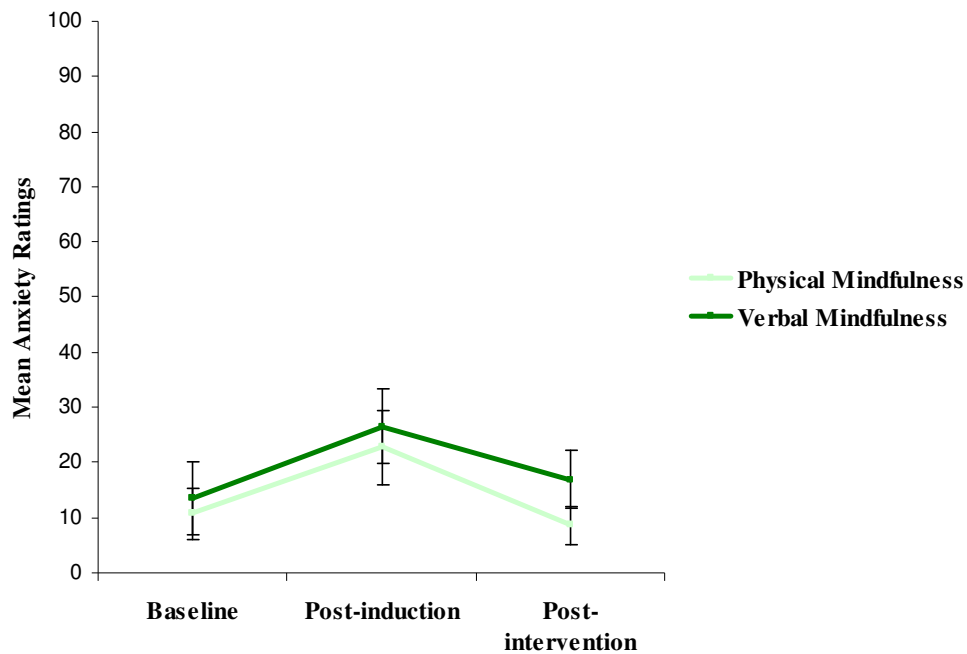 100
90
80
70
60
50
40
30
20
10
0
Mean Anxiety Ratings
Baseline
Post-induction
Post-
intervention
Physical Mindfulness
Verbal Mindfulness